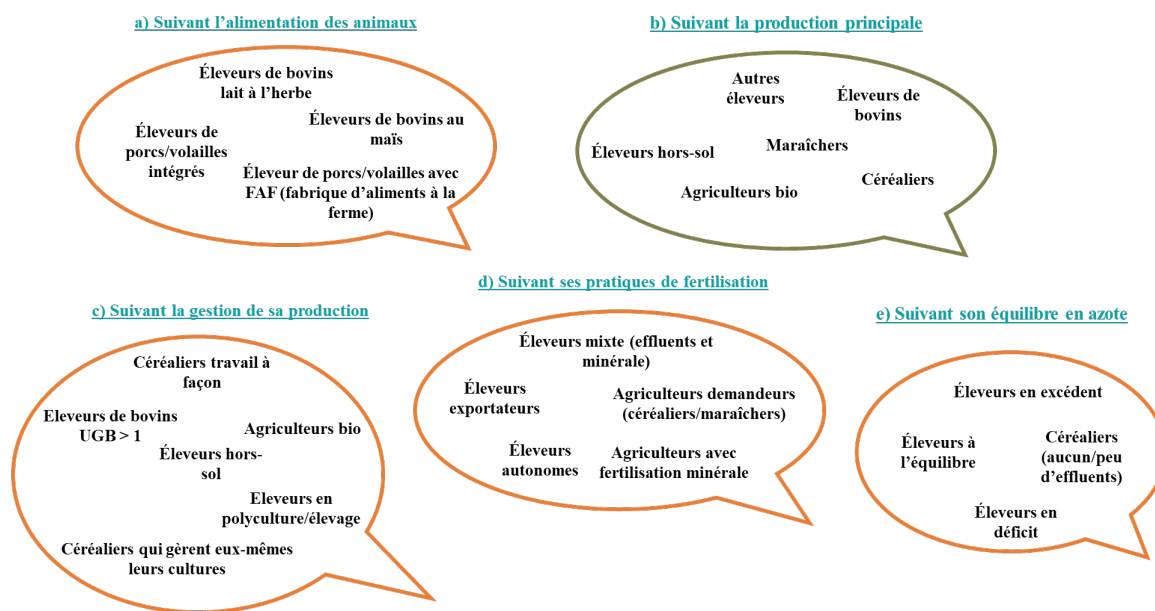 a) Suivant l’alimentation des animaux
Éleveurs de bovins
lait à l’herbe
Éleveurs de bovins au
maïs
Éleveurs de
porcs/volailles
intégrés
Éleveur de porcs/volailles avec
FAF (fabrique d’aliments à la
ferme)
b) Suivant la production principale
Autres
éleveurs
Éleveurs de
bovins
Éleveurs hors-sol
Maraîchers
Agriculteurs bio
Céréaliers
c) Suivant la gestion de sa production
Céréaliers travail à
façon
Eleveurs de bovins
UGB > 1
Agriculteurs bio
Éleveurs hors-
sol
Eleveurs en
polyculture/élevage
Céréaliers qui gèrent eux-mêmes
leurs cultures
d) Suivant ses pratiques de fertilisation
Éleveurs mixte (effluents et
minérale)
Éleveurs
exportateurs
Agriculteurs demandeurs
(céréaliers/maraîchers)
Éleveurs
autonomes
Agriculteurs avec
fertilisation minérale
e) Suivant son équilibre en azote
Éleveurs en excédent
Éleveurs à
l’équilibre
Céréaliers
(aucun/peu
d’effluents)
Éleveurs en
déficit